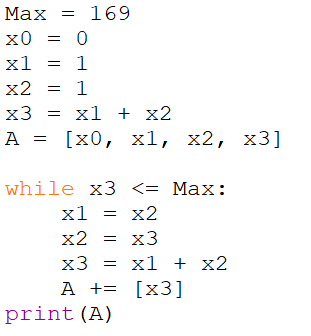 Max = 169
x0 = 0
x1 = 1
x2 = 1
x3 = x1 + x2
A = [x0, x1, x2, x3]

while x3 <= Max:
    x1 = x2
    x2 = x3
    x3 = x1 + x2
    A += [x3]
print(A)